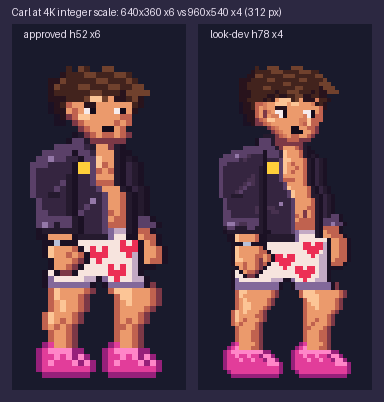 Carl at 4K integer scale: 640x360 x6 vs 960x540 x4 (312 px)
approved h52 x6
look-dev h78 x4